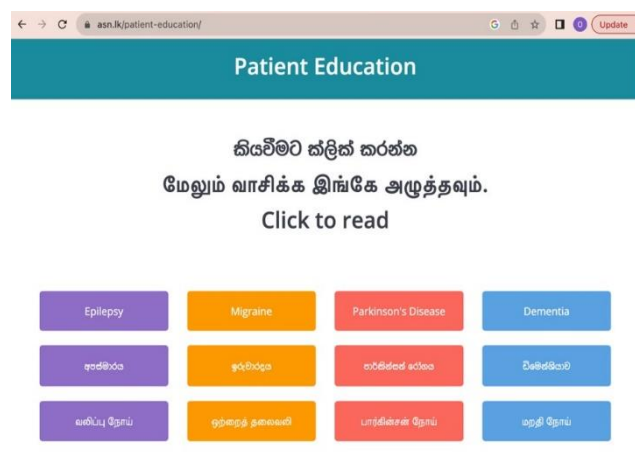 asn.lk/patient-education/
Update
Patient Education
කියවීමට ක්ලික් කරන්න
மேலும் வாசிக்க இங்கே அழுத்தவும்.
Click to read
Epilepsy Migraine Parkinson's Disease Dementia
අපස්මාරය ඉරුවාරදය පාර්කින්සන් රෝගය ඩිමෙන්ශියාව
வலிப்பு நோய் ஒற்றைத் தலைவலி பார்கின்சன் நோய் மறதி நோய்